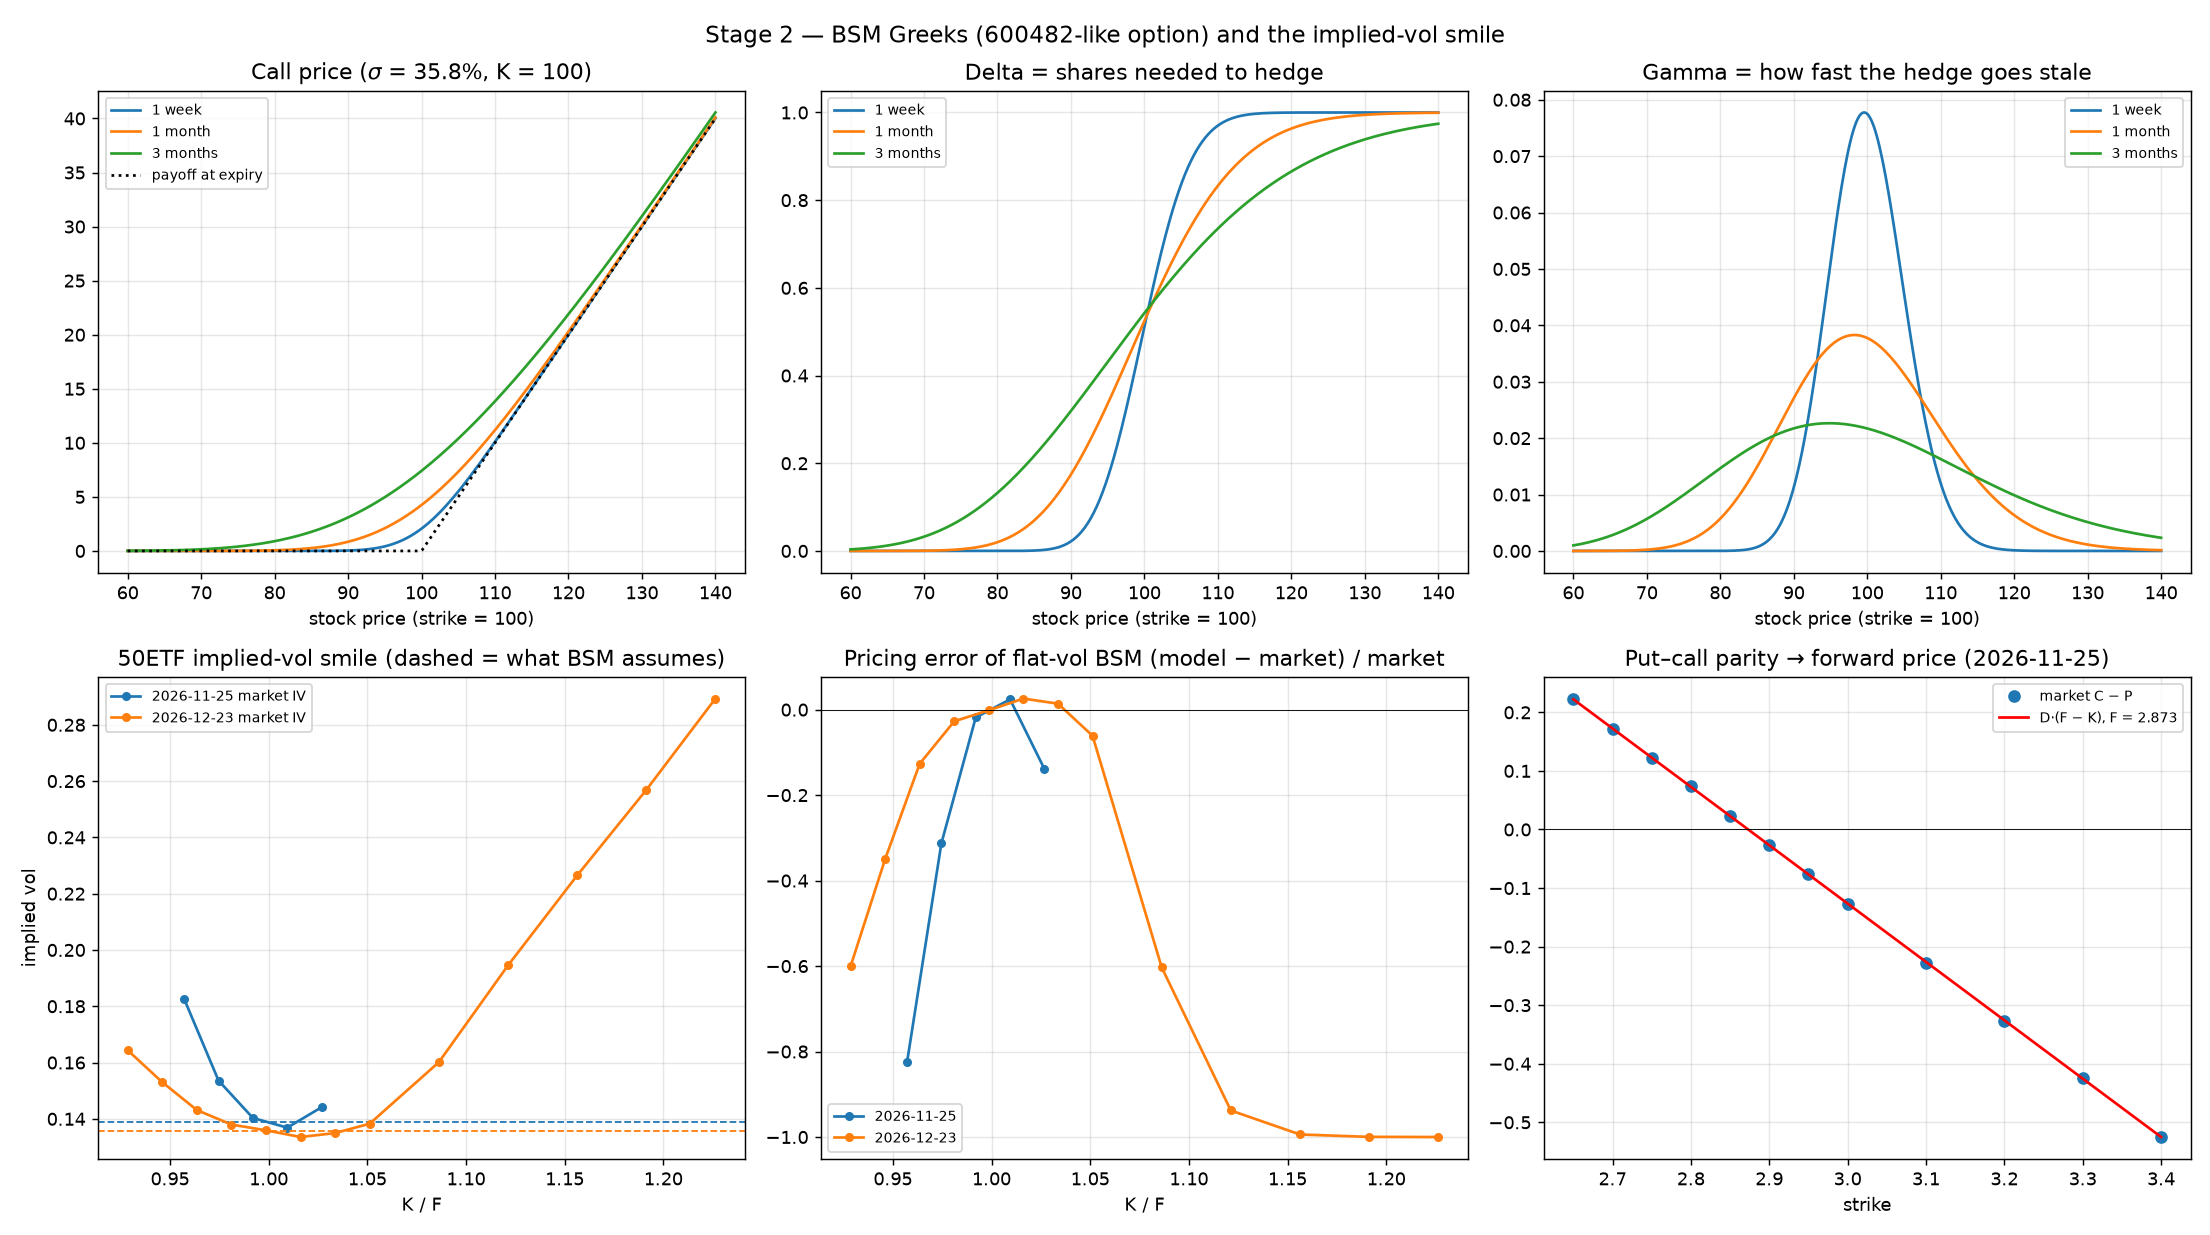 Stage 2 — BSM Greeks (600482-like option) and the implied-vol smile
Call price (σ = 35.8%, K = 100)
1 week
1 month
3 months
payoff at expiry
40
35
30
25
20
15
10
5
0
60 70 80 90 100 110 120 130 140
stock price (strike = 100)
Delta = shares needed to hedge
1 week
1 month
3 months
1.0
0.8
0.6
0.4
0.2
0.0
60 70 80 90 100 110 120 130 140
stock price (strike = 100)
Gamma = how fast the hedge goes stale
1 week
1 month
3 months
0.08
0.07
0.06
0.05
0.04
0.03
0.02
0.01
0.00
60 70 80 90 100 110 120 130 140
stock price (strike = 100)
50ETF implied-vol smile (dashed = what BSM assumes)
2026-11-25 market IV
2026-12-23 market IV
implied vol
0.28
0.26
0.24
0.22
0.20
0.18
0.16
0.14
0.95 1.00 1.05 1.10 1.15 1.20
K / F
Pricing error of flat-vol BSM (model − market) / market
0.0
−0.2
−0.4
−0.6
−0.8
−1.0
2026-11-25
2026-12-23
0.95 1.00 1.05 1.10 1.15 1.20
K / F
Put–call parity → forward price (2026-11-25)
market C − P
D·(F − K), F = 2.873
0.2
0.1
0.0
−0.1
−0.2
−0.3
−0.4
−0.5
2.7 2.8 2.9 3.0 3.1 3.2 3.3 3.4
strike